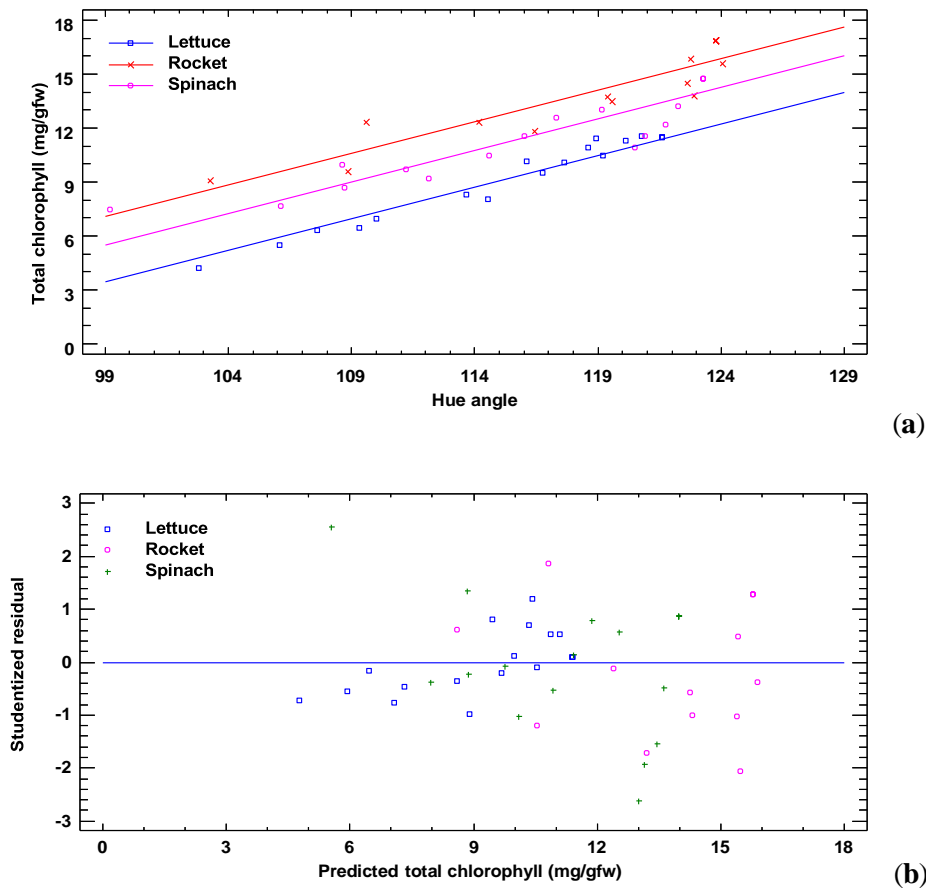 18
15
12
9
6
3
0
Total chlorophyll (mg/gfw)
Lettuce
Rocket
Spinach
99 104 109 114 119 124 129
Hue angle
(a)
3
2
1
0
-1
-2
-3
Studentized residual
Lettuce
Rocket
Spinach
0 3 6 9 12 15 18
Predicted total chlorophyll (mg/gfw)
(b)